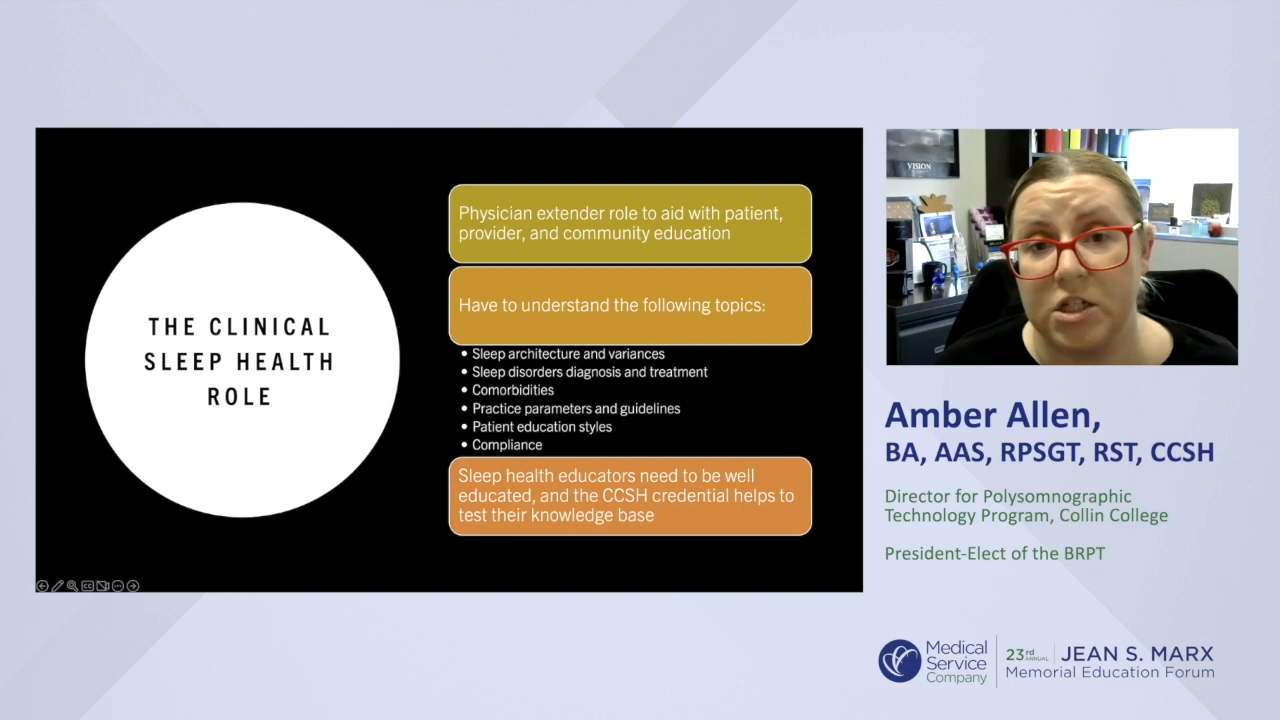 THE CLINICAL
SLEEP HEALTH
ROLE
Physician extender role to aid with patient,
provider, and community education
Have to understand the following topics:
• Sleep architecture and variances
• Sleep disorders diagnosis and treatment
• Comorbidities
• Practice parameters and guidelines
• Patient education styles
• Compliance
Sleep health educators need to be well
educated, and the CCSH credential helps to
test their knowledge base
VISION
Amber Allen,
BA, AAS, RPSGT, RST, CCSH
Director for Polysomnographic
Technology Program, Collin College
President-Elect of the BRPT
Medical
Service
Company
23rd ANNUAL JEAN S. MARX
Memorial Education Forum